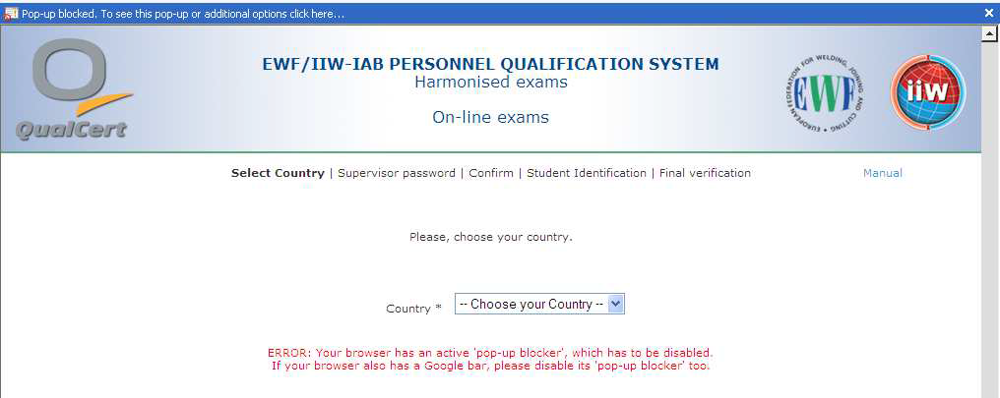 Pop-up blocked. To see this pop-up or additional options click here...
QualCert
EWF/IIW-IAB PERSONNEL QUALIFICATION SYSTEM
Harmonised exams
On-line exams
EUROPEAN FEDERATION FOR WELDING, JOINING AND CUTTING
EWF
iiw
Select Country | Supervisor password | Confirm | Student Identification | Final verification
Manual
Please, choose your country.
Country * -- Choose your Country --
ERROR: Your browser has an active 'pop-up blocker', which has to be disabled.
If your browser also has a Google bar, please disable its 'pop-up blocker' too.